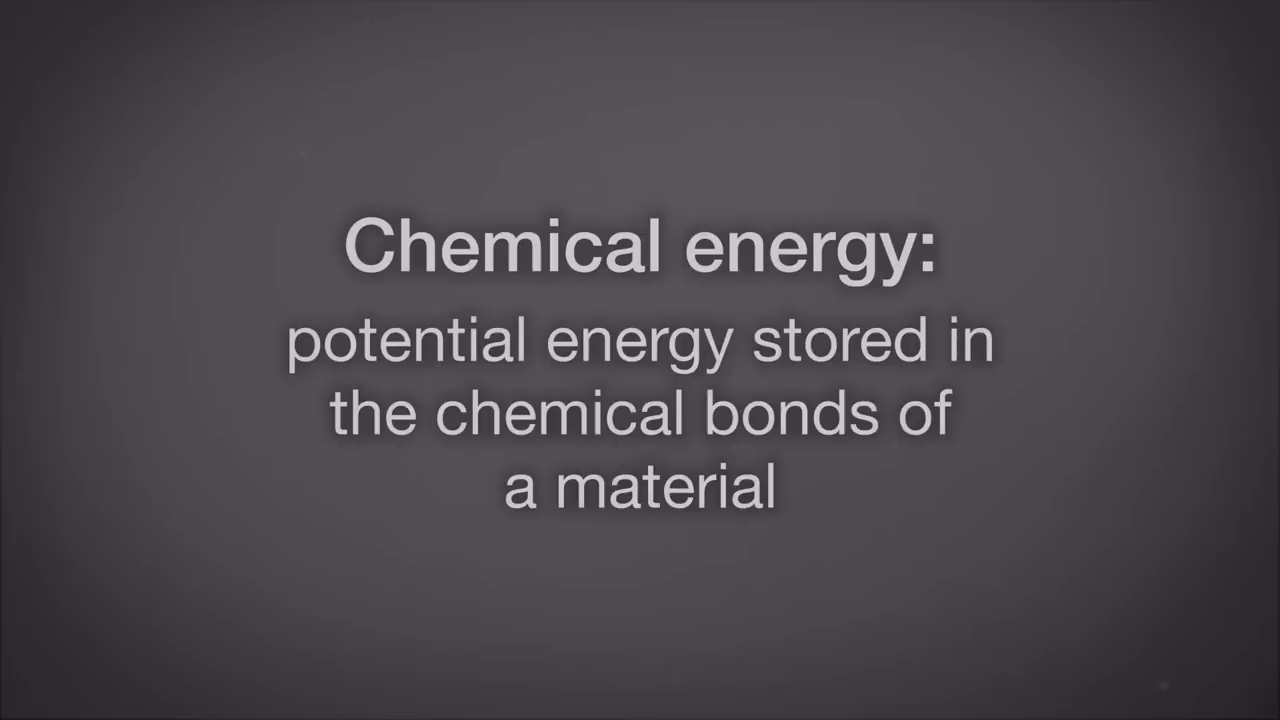 Chemical energy:
potential energy stored in
the chemical bonds of
a material